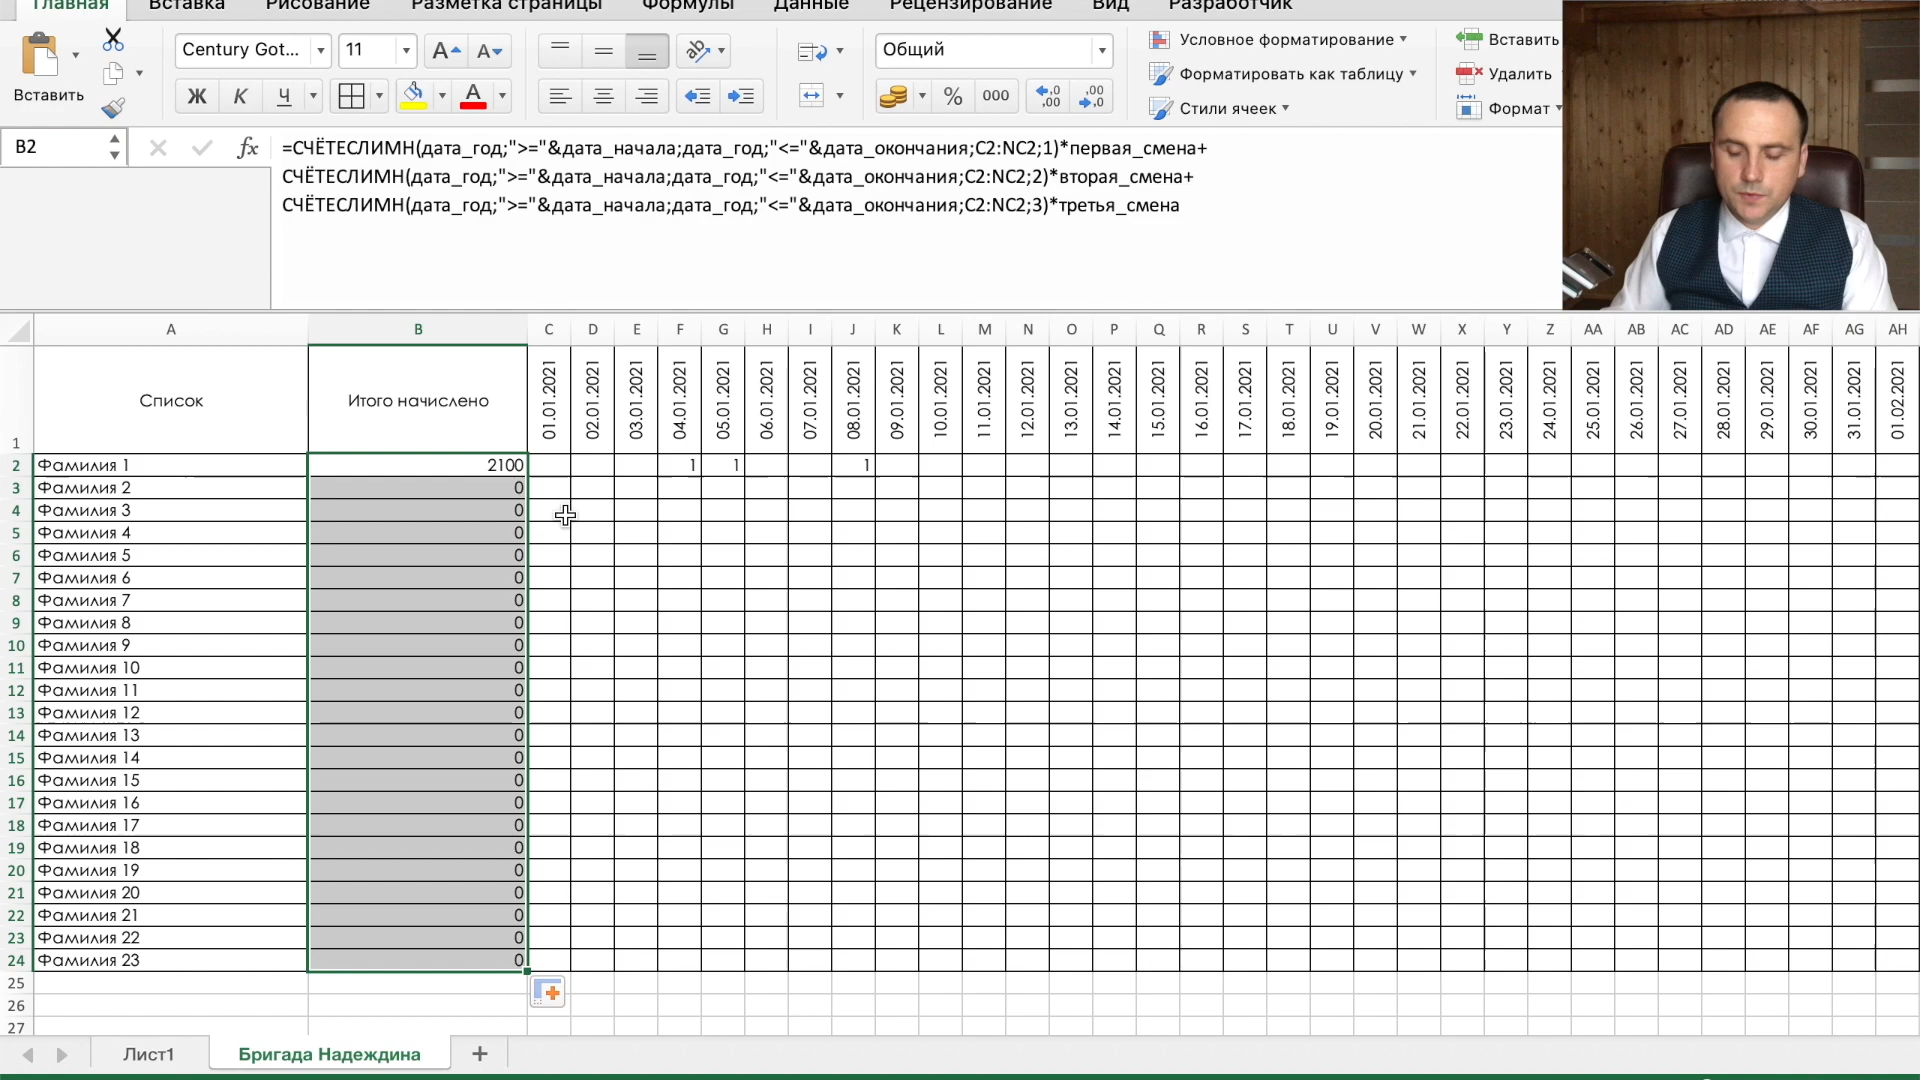 Главная Вставка Рисование Разметка страницы Формулы Данные Рецензирование Вид Разработчик
Вставить
Century Got... 11
Ж К Ч
А
ab
Общий
% 000
,0 ,00
,00 ,0
Условное форматирование
Форматировать как таблицу
Стили ячеек
Вставить
Удалить
Формат
B2
fx
=СЧЁТЕСЛИМН(дата_год;">="&дата_начала;дата_год;"<="&дата_окончания;C2:NC2;1)*первая_смена+
СЧЁТЕСЛИМН(дата_год;">="&дата_начала;дата_год;"<="&дата_окончания;C2:NC2;2)*вторая_смена+
СЧЁТЕСЛИМН(дата_год;">="&дата_начала;дата_год;"<="&дата_окончания;C2:NC2;3)*третья_смена
A B C D E F G H I J K L M N O P Q R S T U V W X Y Z AA AB AC AD AE AF AG AH
1 Список Итого начислено 01.01.2021 02.01.2021 03.01.2021 04.01.2021 05.01.2021 06.01.2021 07.01.2021 08.01.2021 09.01.2021 10.01.2021 11.01.2021 12.01.2021 13.01.2021 14.01.2021 15.01.2021 16.01.2021 17.01.2021 18.01.2021 19.01.2021 20.01.2021 21.01.2021 22.01.2021 23.01.2021 24.01.2021 25.01.2021 26.01.2021 27.01.2021 28.01.2021 29.01.2021 30.01.2021 31.01.2021 01.02.2021
2 Фамилия 1 2100 1 1 1
3 Фамилия 2 0
4 Фамилия 3 0
5 Фамилия 4 0
6 Фамилия 5 0
7 Фамилия 6 0
8 Фамилия 7 0
9 Фамилия 8 0
10 Фамилия 9 0
11 Фамилия 10 0
12 Фамилия 11 0
13 Фамилия 12 0
14 Фамилия 13 0
15 Фамилия 14 0
16 Фамилия 15 0
17 Фамилия 16 0
18 Фамилия 17 0
19 Фамилия 18 0
20 Фамилия 19 0
21 Фамилия 20 0
22 Фамилия 21 0
23 Фамилия 22 0
24 Фамилия 23 0
25
26
27
Лист1 Бригада Надеждина